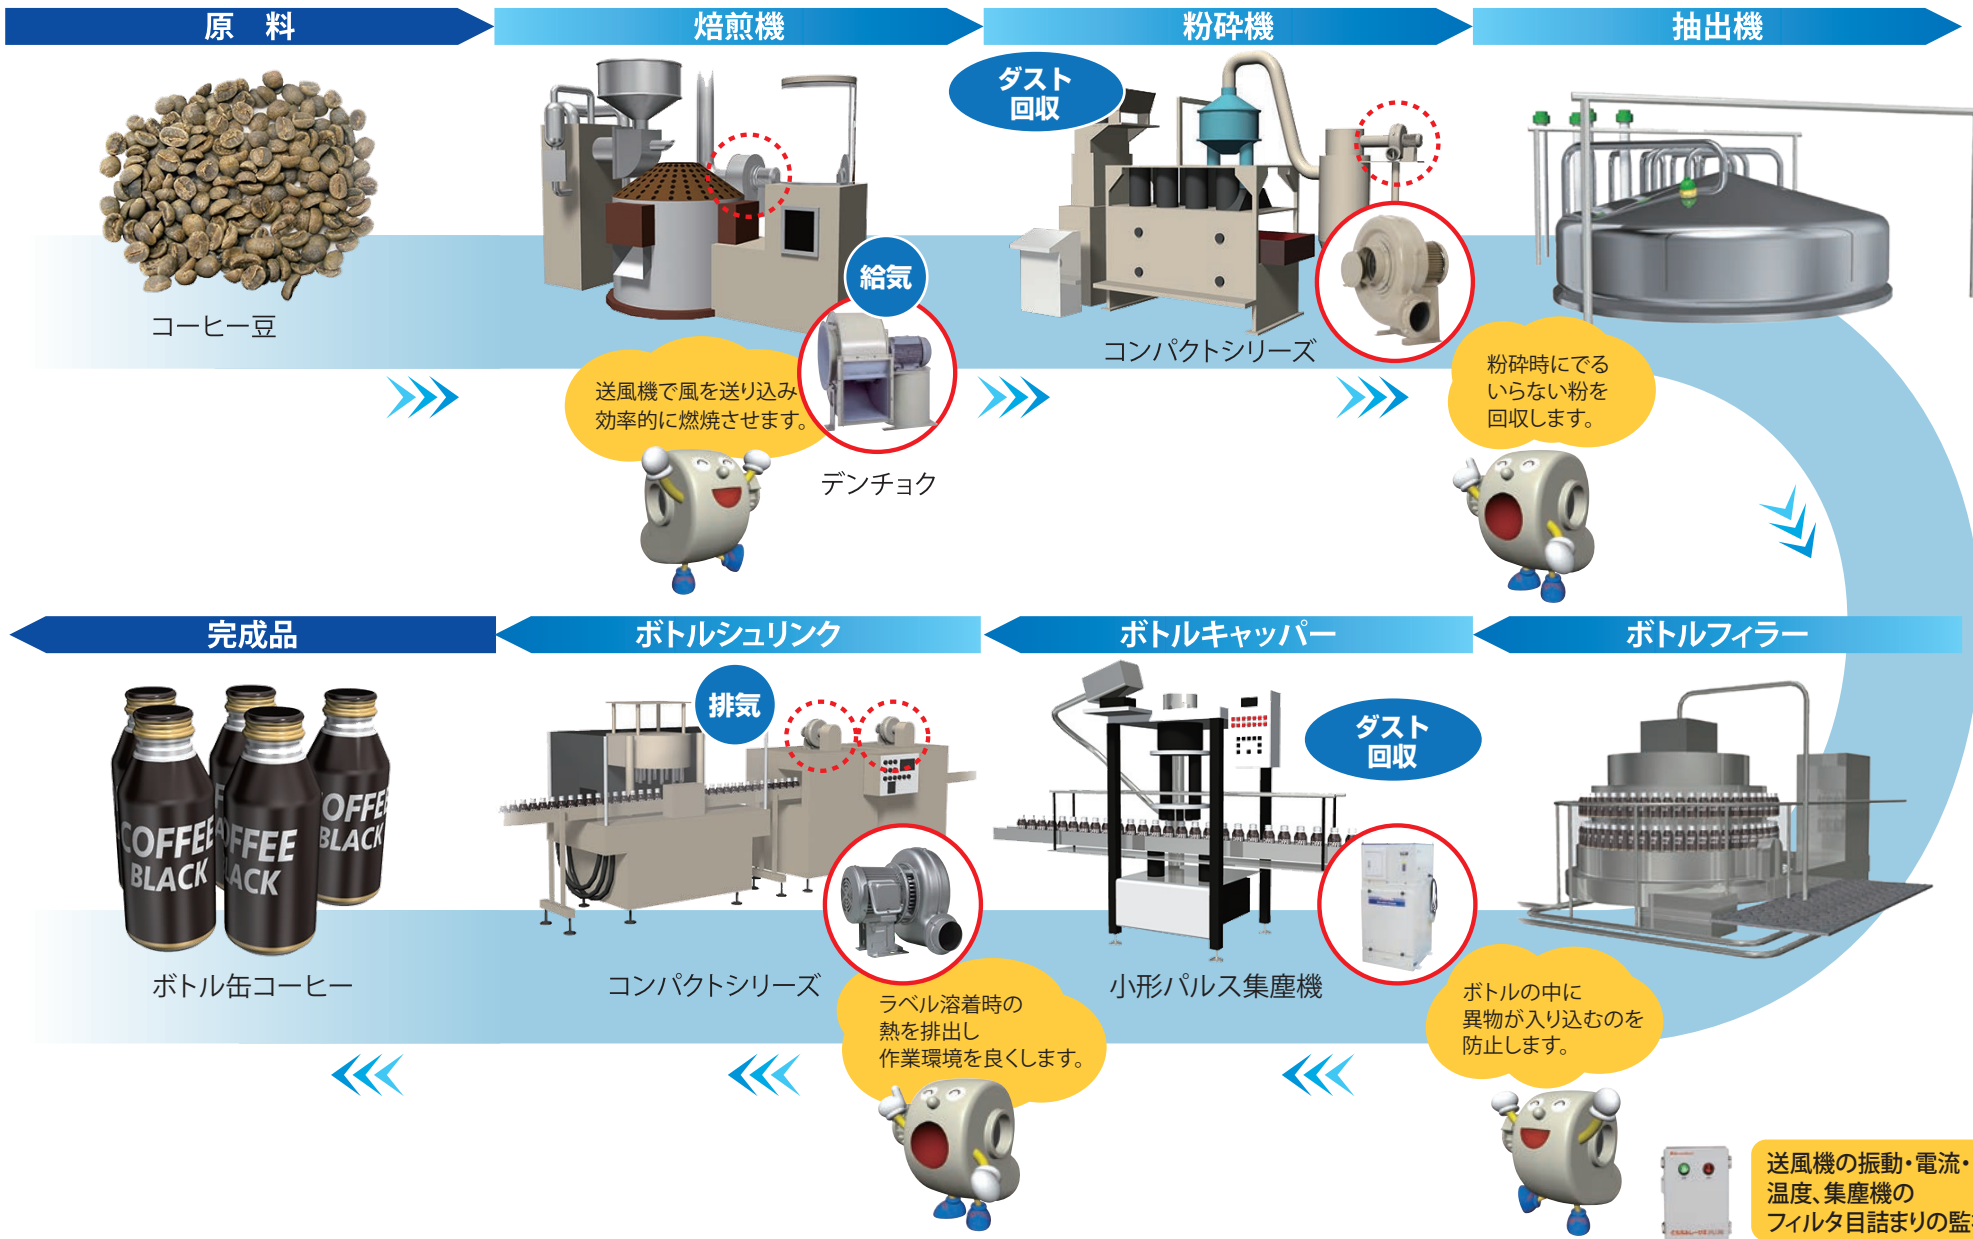 原 料
焙煎機
粉砕機
抽出機
ダスト
回収
コーヒー豆
給気
送風機で風を送り込み
効率的に燃焼させます。
デンチョク
コンパクトシリーズ
粉砕時にでる
いらない粉を
回収します。
完成品
ボトルシュリンク
ボトルキャッパー
ボトルフィラー
排気
ダスト
回収
COFFEE
BLACK
COFFEE
BLACK
ボトル缶コーヒー
コンパクトシリーズ
ラベル溶着時の
熱を排出し
作業環境を良くします。
小形パルス集塵機
ボトルの中に
異物が入り込むのを
防止します。
送風機の振動・電流・
温度、集塵機の
フィルタ目詰まりの監